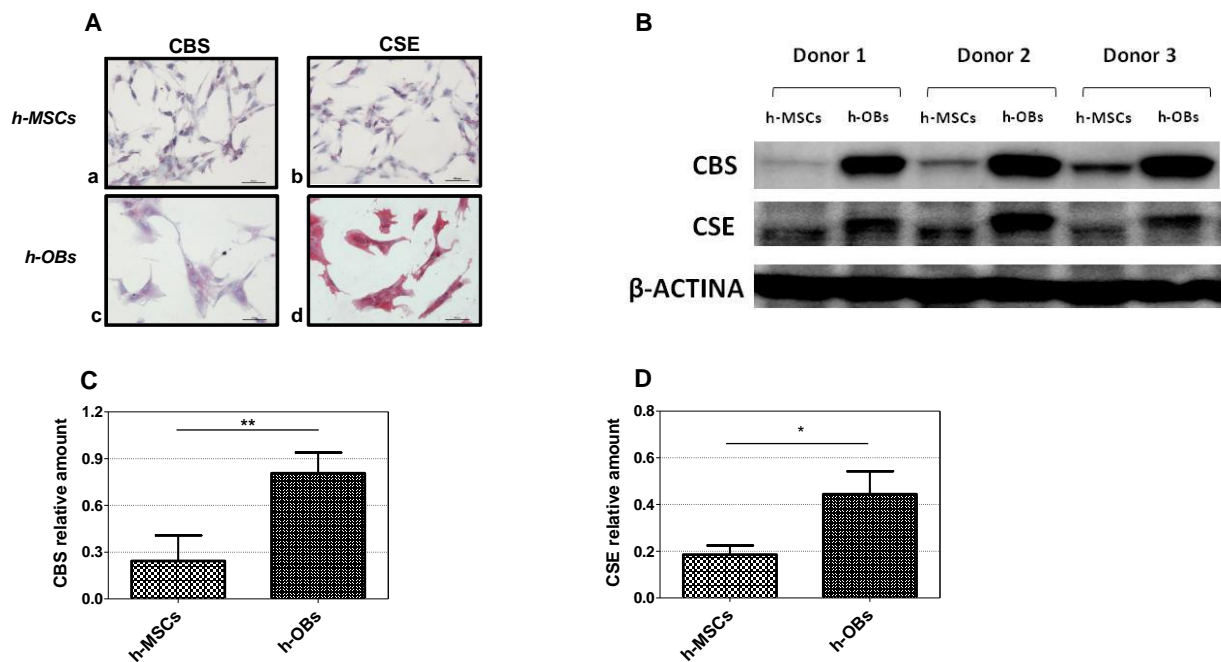 A
CBS CSE
h-MSCs
a b
h-OBs
c d
B
Donor 1 Donor 2 Donor 3
h-MSCs h-OBs h-MSCs h-OBs h-MSCs h-OBs
CBS
CSE
β-ACTINA
C
CBS relative amount
1.2
0.9
0.6
0.3
0.0
**
h-MSCs h-OBs
D
CSE relative amount
0.8
0.6
0.4
0.2
0.0
*
h-MSCs h-OBs